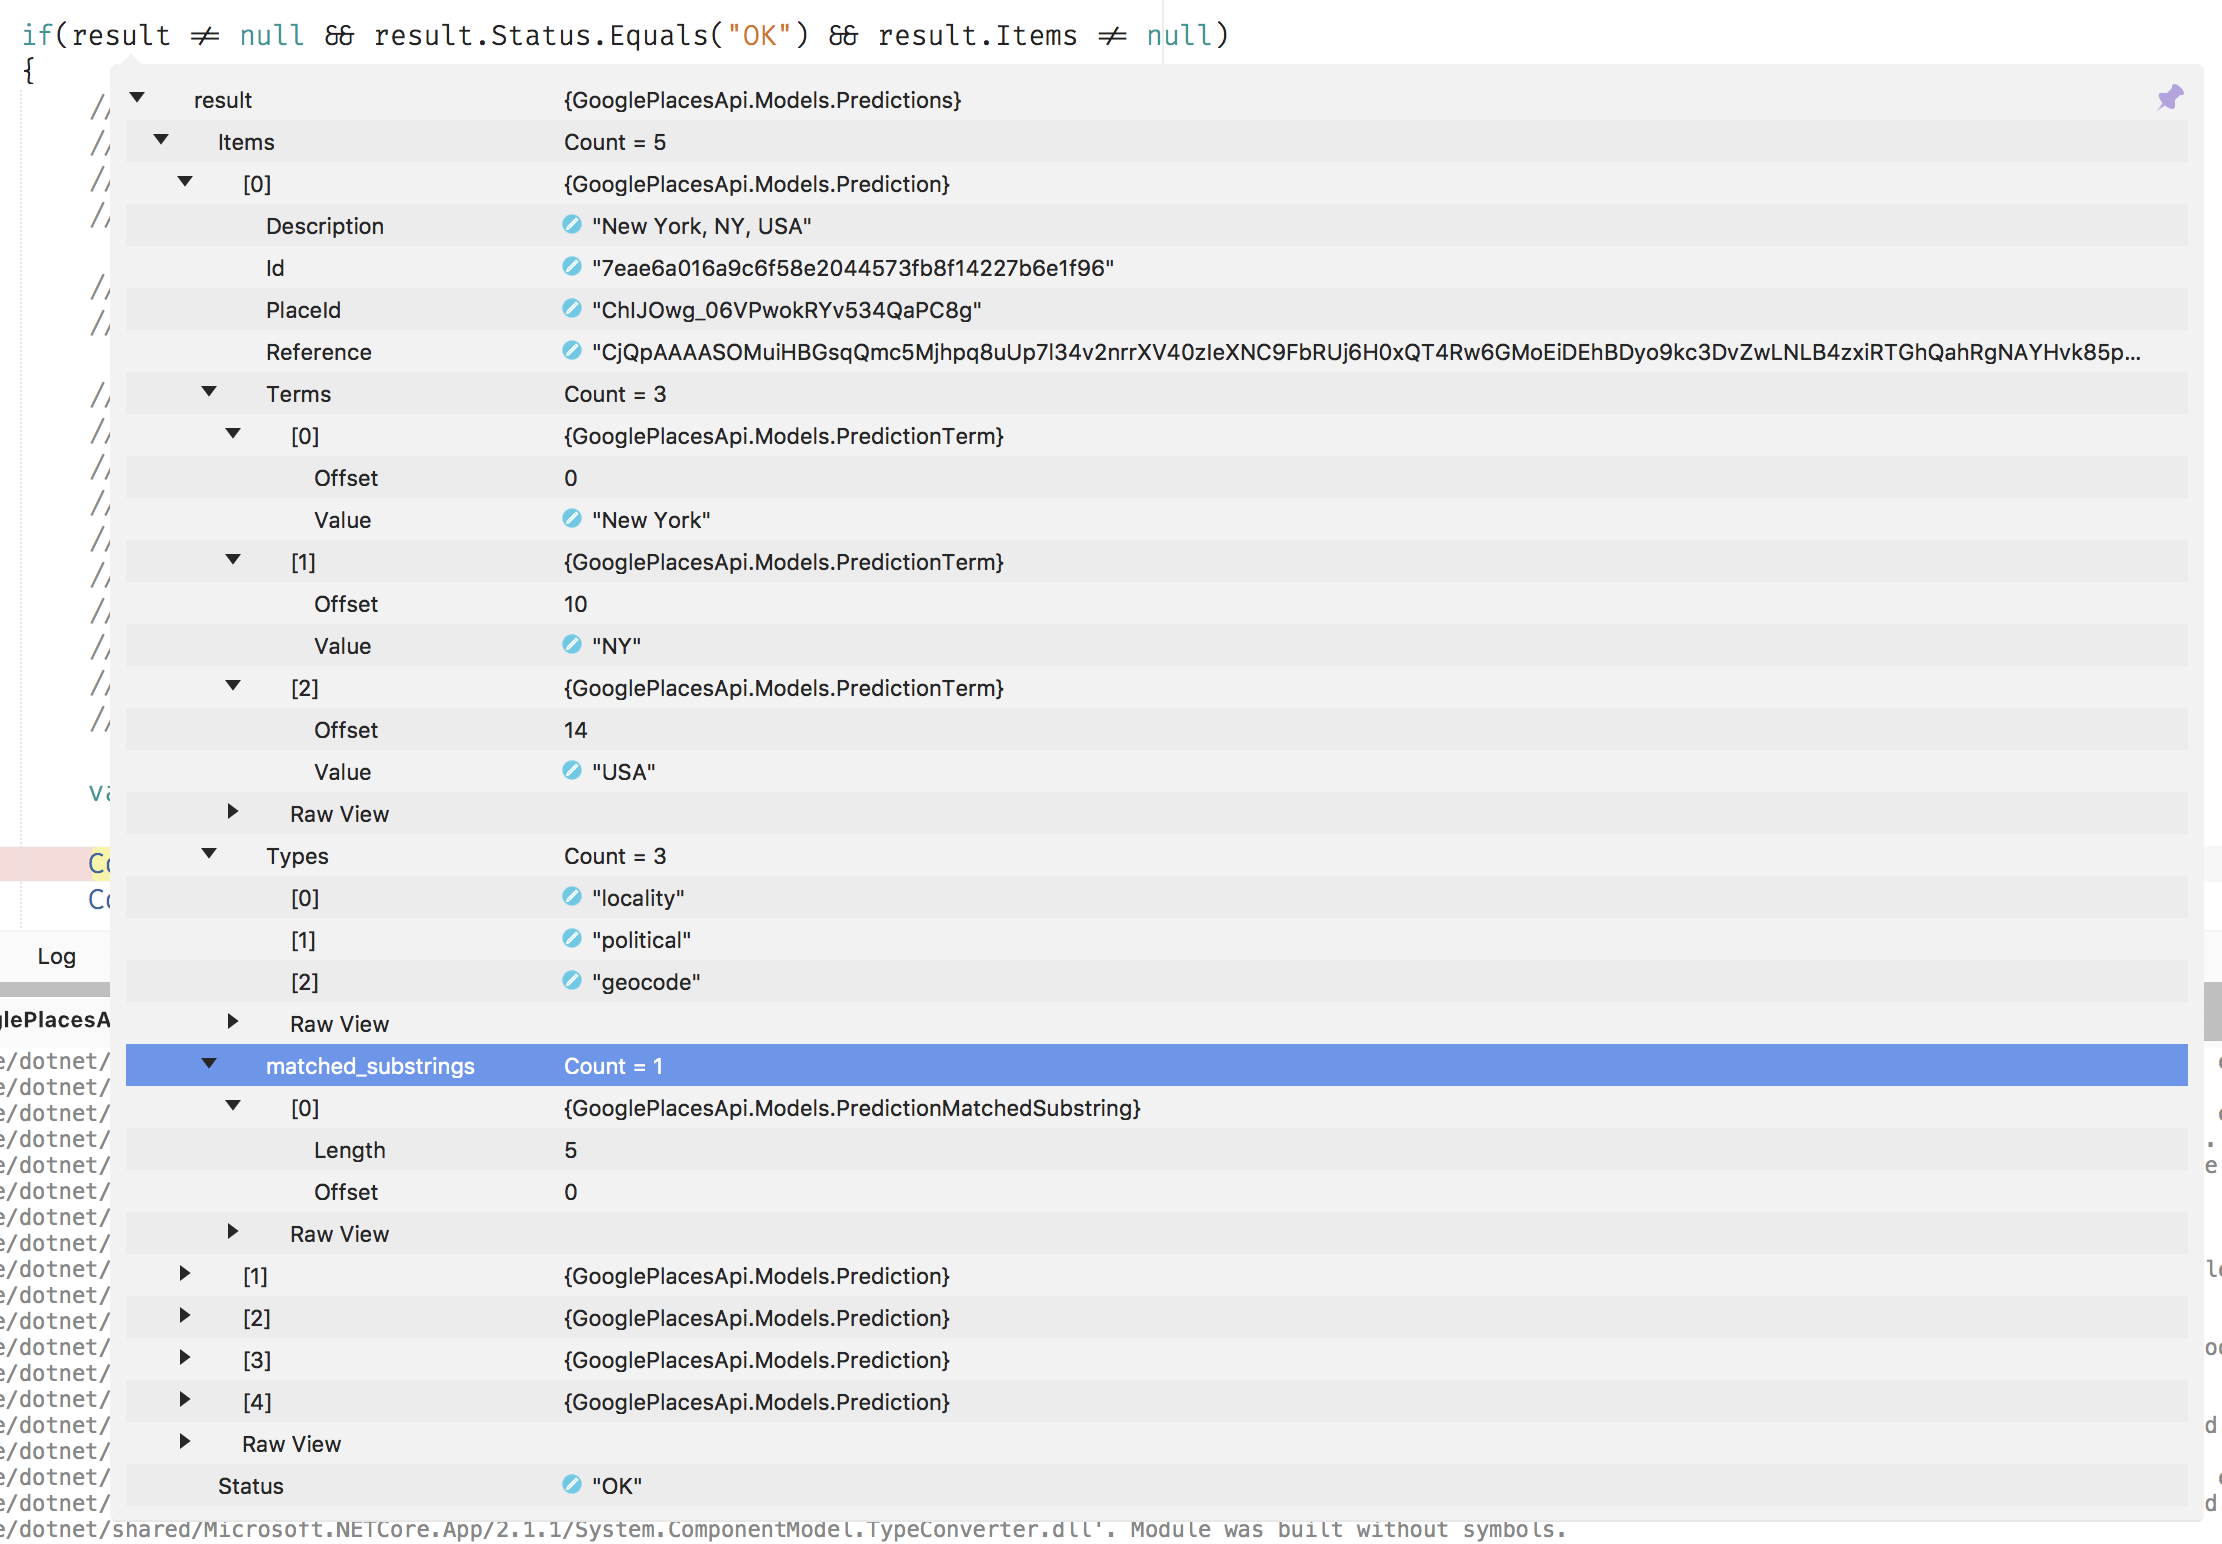 if(result != null && result.Status.Equals("OK") && result.Items != null)
{
result {GooglePlacesApi.Models.Predictions}
// Items Count = 5
// [0] {GooglePlacesApi.Models.Prediction}
// Description "New York, NY, USA"
Id "7eae6a016a9c6f58e2044573fb8f14227b6e1f96"
// PlaceId "ChIJOwg_06VPwokRYv534QaPC8g"
// Reference "CjQpAAAASOMuiHBGsqQmc5Mjhpq8uUp7l34v2nrrXV40zIeXNC9FbRUj6H0xQT4Rw6GMoEiDEhBDyo9kc3DvZwLNLB4zxiRTGhQahRgNAYHvk85p...
// Terms Count = 3
// [0] {GooglePlacesApi.Models.PredictionTerm}
// Offset 0
// Value "New York"
// [1] {GooglePlacesApi.Models.PredictionTerm}
// Offset 10
// Value "NY"
// [2] {GooglePlacesApi.Models.PredictionTerm}
// Offset 14
Value "USA"
Raw View
Types Count = 3
[0] "locality"
[1] "political"
Log
[2] "geocode"
Raw View
matched_substrings Count = 1
[0] {GooglePlacesApi.Models.PredictionMatchedSubstring}
Length 5
Offset 0
Raw View
[1] {GooglePlacesApi.Models.Prediction}
[2] {GooglePlacesApi.Models.Prediction}
[3] {GooglePlacesApi.Models.Prediction}
[4] {GooglePlacesApi.Models.Prediction}
Raw View
Status "OK"
e/dotnet/shared/Microsoft.NETCore.App/2.1.1/System.ComponentModel.TypeConverter.dll'. Module was built without symbols.